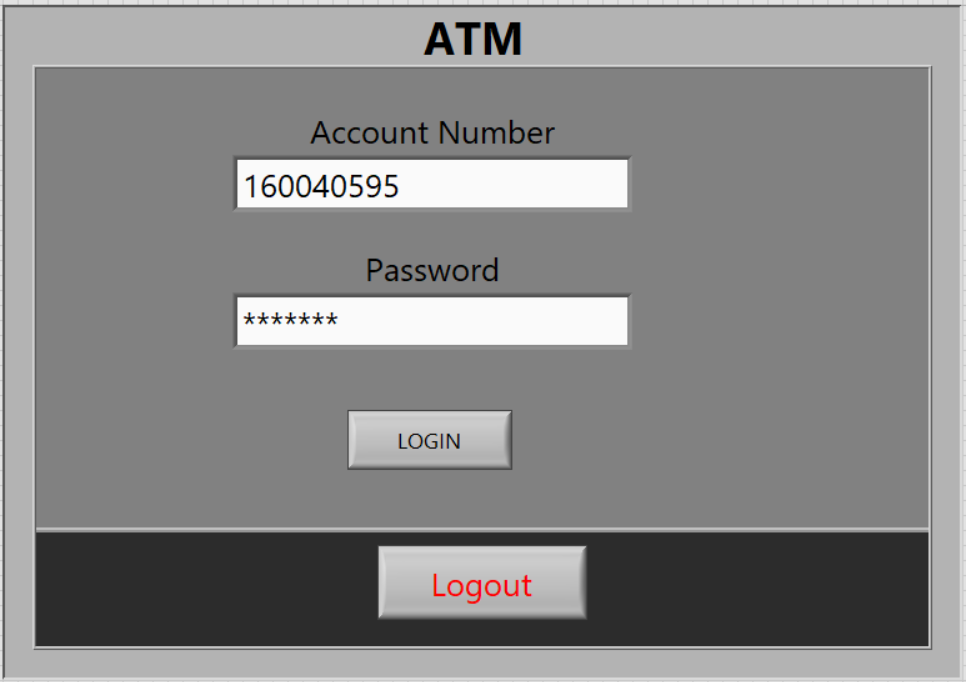 ATM
Account Number
160040595
Password
*******
LOGIN
Logout